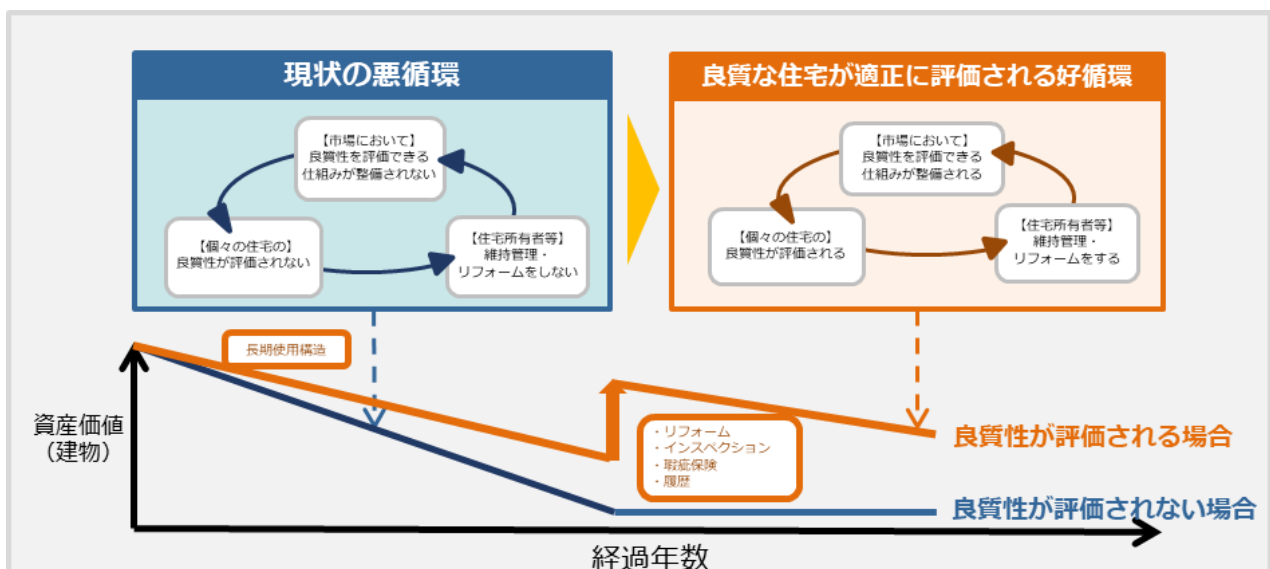 現状の悪循環
【市場において】
良質性を評価できる
仕組みが整備されない
【個々の住宅の】
良質性が評価されない
【住宅所有者等】
維持管理・
リフォームをしない
良質な住宅が適正に評価される好循環
【市場において】
良質性を評価できる
仕組みが整備される
【個々の住宅の】
良質性が評価される
【住宅所有者等】
維持管理・
リフォームをする
長期使用構造
資産価値
（建物）
・リフォーム
・インスペクション
・瑕疵保険
・履歴
良質性が評価される場合
良質性が評価されない場合
経過年数